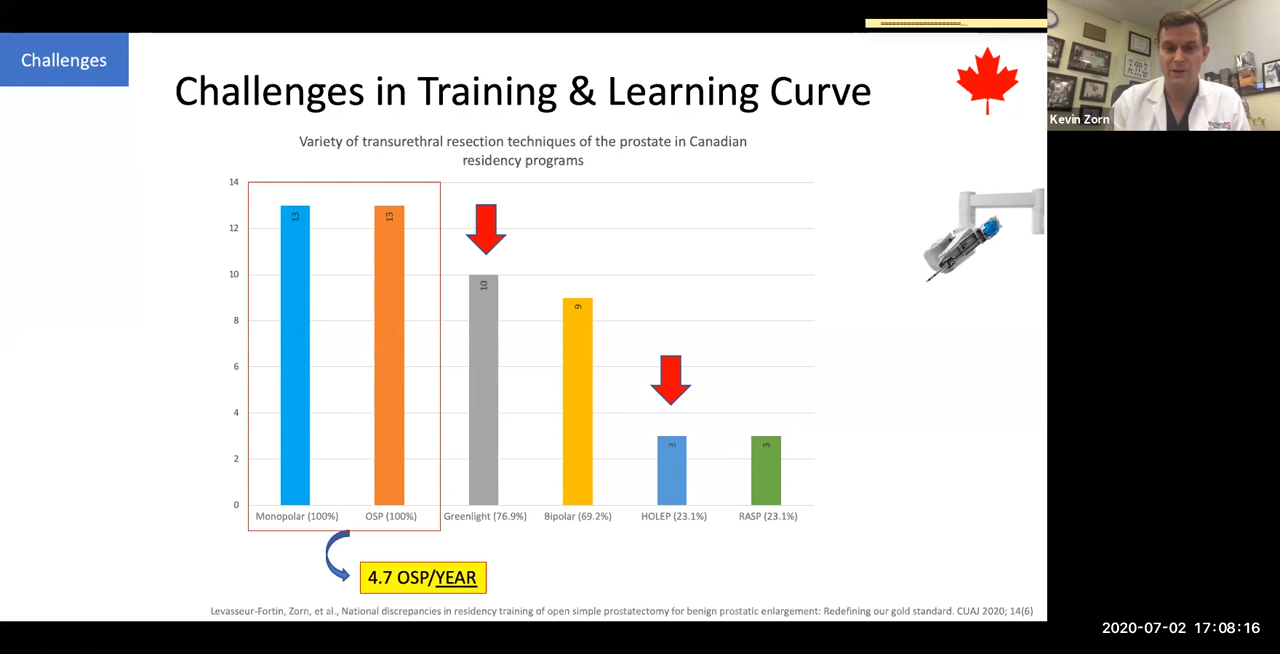 Challenges
Challenges in Training & Learning Curve
Kevin Zorn
Variety of transurethral resection techniques of the prostate in Canadian
residency programs
14
12
10
8
6
4
2
0
13
13
10
9
3
3
Monopolar (100%)
OSP (100%)
Greenlight (76.9%)
Bipolar (69.2%)
HOLEP (23.1%)
RASP (23.1%)
4.7 OSP/YEAR
Levasseur-Fortin, Zorn, et al., National discrepancies in residency training of open simple prostatectomy for benign prostatic enlargement: Redefining our gold standard. CUAJ 2020; 14(6)
2020-07-02 17:08:16